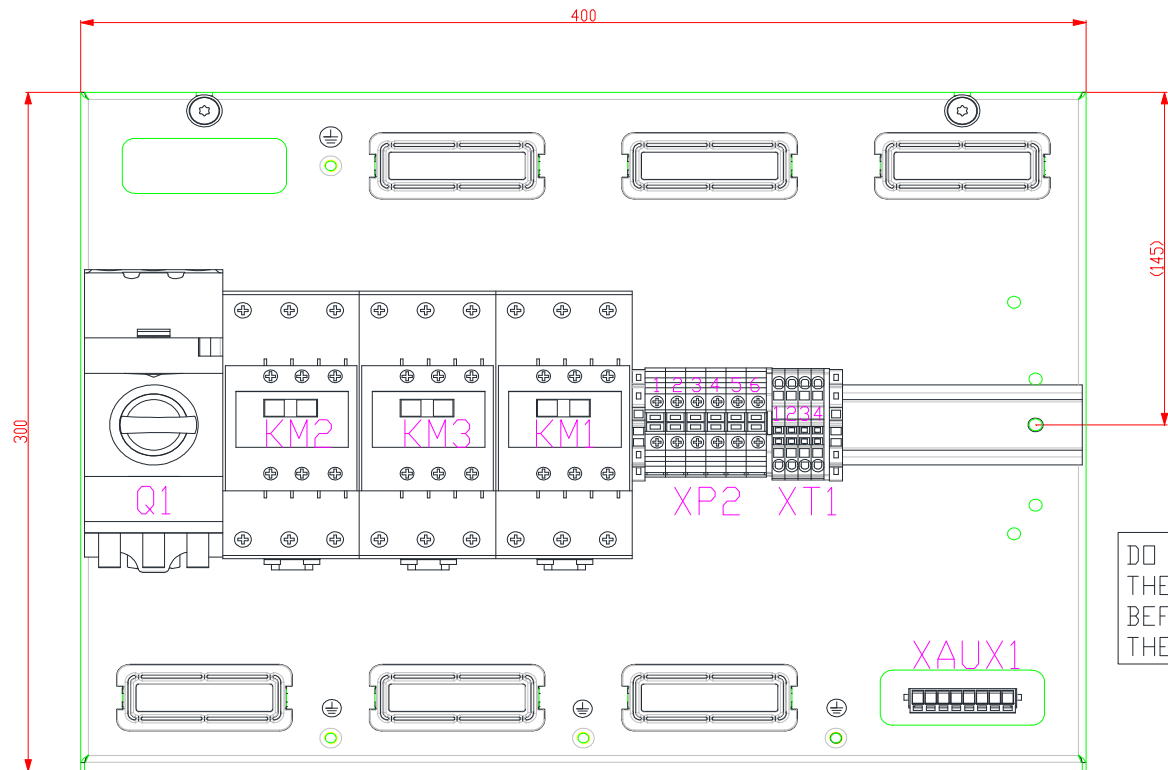 400
300
(145)
1 2 3 4 5 6
1 2 3 4
KM2 KM3 KM1
Q1
XP2 XT1
DO
THE
BEF
THE
XAUX1